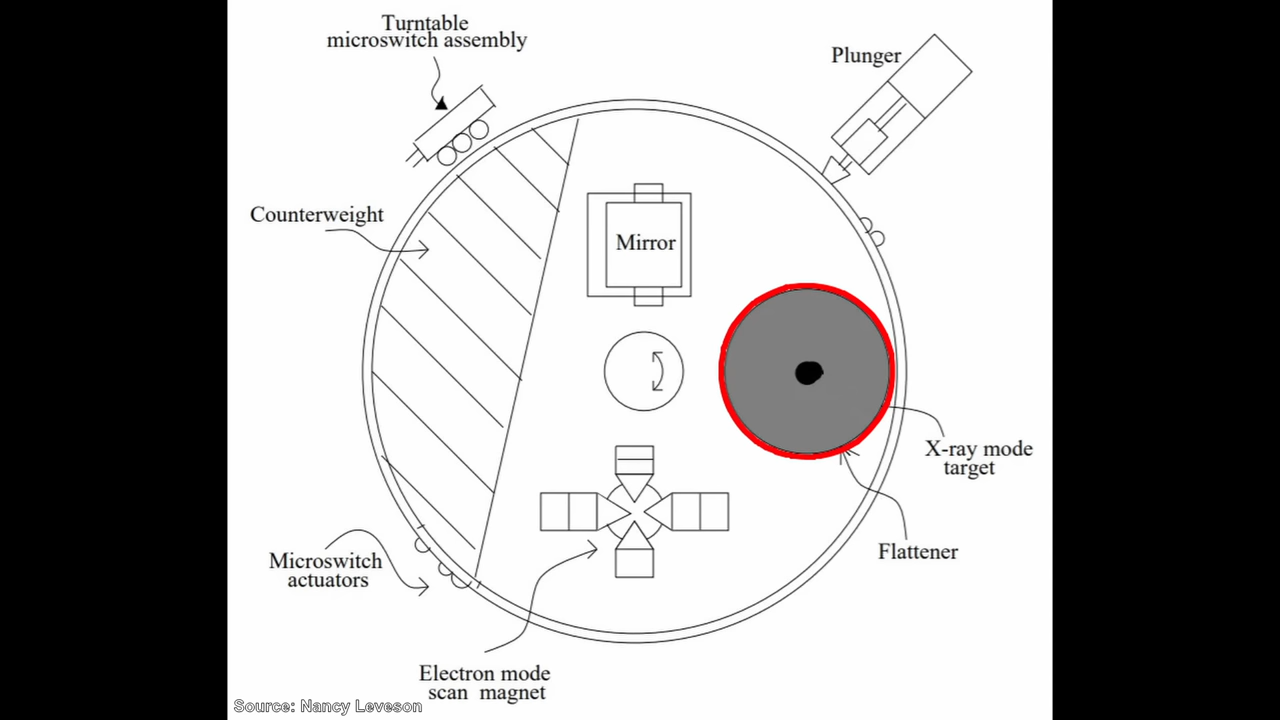 Turntable
microswitch assembly
Plunger
Counterweight
Mirror
X-ray mode
target
Flattener
Microswitch
actuators
Electron mode
scan magnet
Source: Nancy Leveson